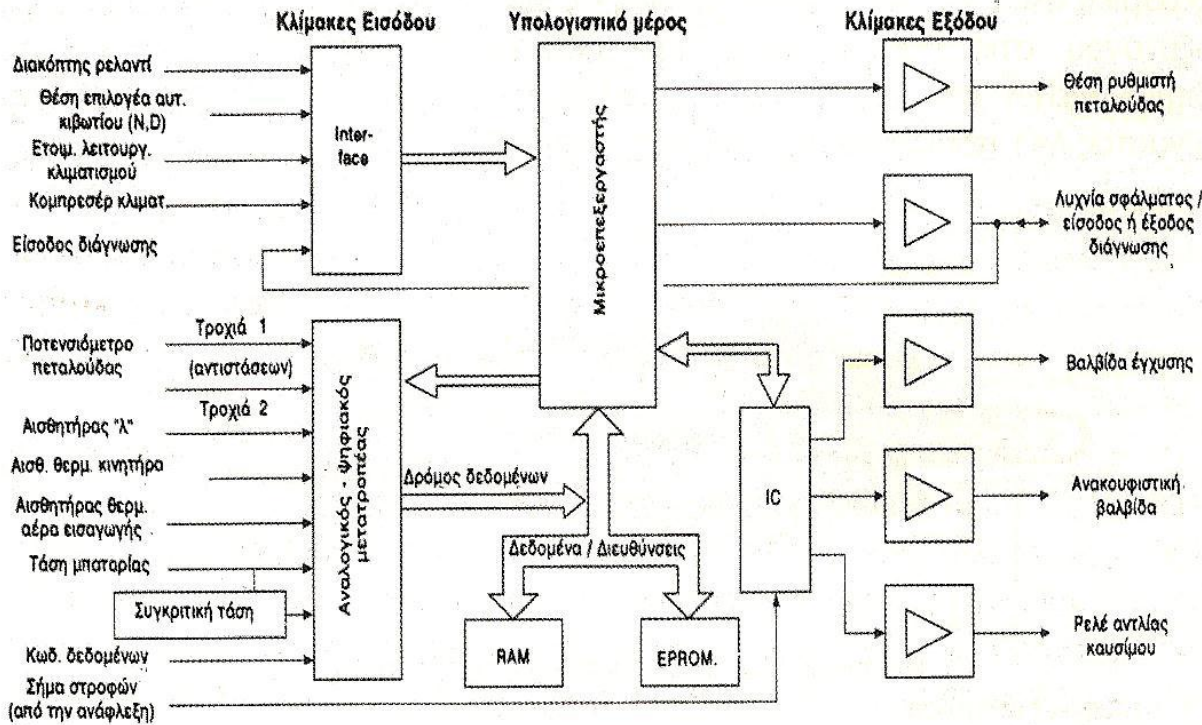 Κλίμακες Εισόδου
Υπολογιστικό μέρος
Κλίμακες Εξόδου
Διακόπτης ρελαντί
Θέση επιλογέα αυτ.
κιβωτίου (N,D)
Ετοιμ. λειτουργ.
κλιματισμού
Κομπρεσέρ κλιματ.
Είσοδος διάγνωσης
Inter-
face
Μικροεπεξεργαστής
Θέση ρυθμιστή
πεταλούδας
Λυχνία σφάλματος /
είσοδος ή έξοδος
διάγνωσης
Ποτενσιόμετρο
πεταλούδας
Τροχιά 1
(αντιστάσεων)
Τροχιά 2
Αισθητήρας "λ"
Αισθ. θερμ. κινητήρα
Αισθητήρας θερμ.
αέρα εισαγωγής
Τάση μπαταρίας
Συγκριτική τάση
Κωδ. δεδομένων
Σήμα στροφών
(από την ανάφλεξη)
Αναλογικός - ψηφιακός
μετατροπέας
Δρόμος δεδομένων
Δεδομένα / Διευθύνσεις
RAM
EPROM.
IC
Βαλβίδα έγχυσης
Ανακουφιστική
βαλβίδα
Ρελέ αντλίας
καυσίμου